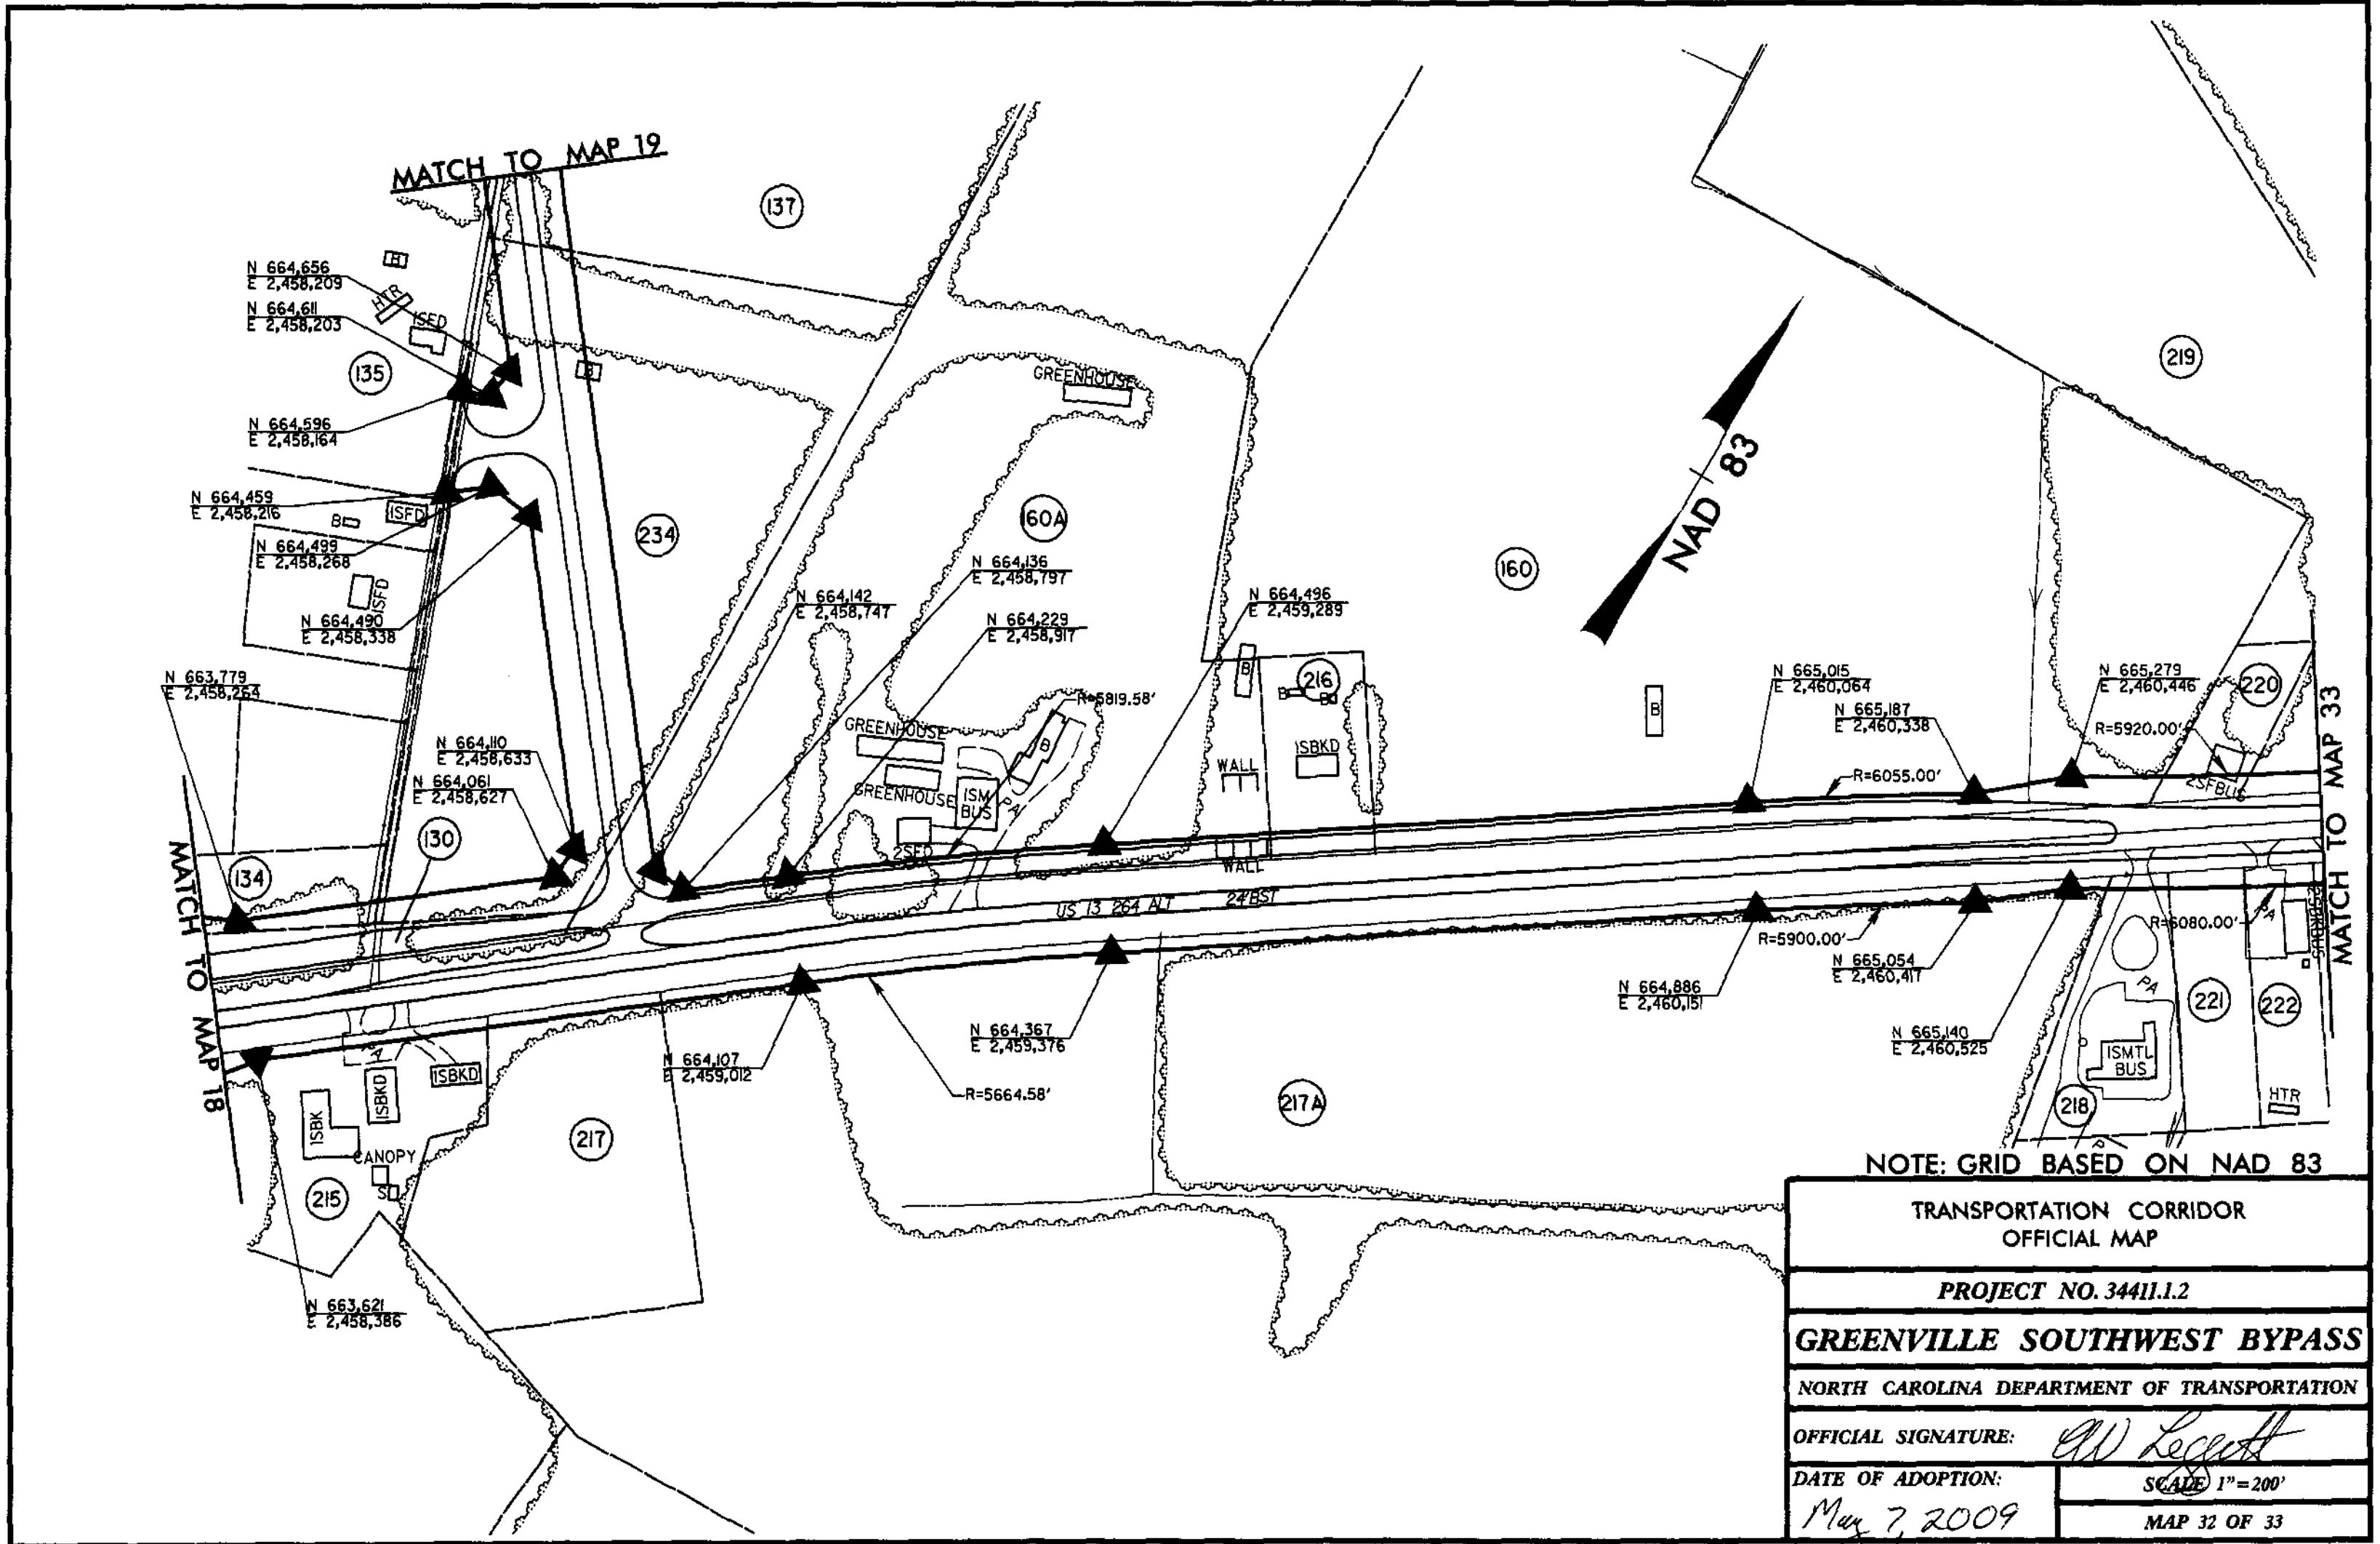 MATCH TO MAP 19
137
N 664,656
E 2,458,209
N 664,611
E 2,458,203
B
HTR
ISFD
135
B
N 664,596
E 2,458,164
GREENHOUSE
219
N 664,459
E 2,458,216
B
ISFD
N 664,499
E 2,458,268
234
160A
160
NAD 83
ISFD
N 664,490
E 2,458,338
N 664,142
E 2,458,747
N 664,136
E 2,458,797
N 664,229
E 2,458,917
N 664,496
E 2,459,289
N 663,779
E 2,458,264
R=5819.58'
B
216
B
B
B
N 665,015
E 2,460,064
N 665,187
E 2,460,338
N 665,279
E 2,460,446
220
R=5920.00'
2SFBUS
MATCH TO MAP 33
N 664,110
E 2,458,633
N 664,061
E 2,458,627
130
134
GREENHOUSE
GREENHOUSE
ISM
BUS
PA
B
2SFD
WALL
ISBKD
WALL
R=6055.00'
US 13 264 ALT 24'BST
MATCH TO MAP 18
R=5900.00'
R=6080.00'
PA
N 664,886
E 2,460,151
N 665,054
E 2,460,417
N 665,140
E 2,460,525
PA
221
222
ISMTL
BUS
218
HTR
PA
ISBKD
ISBKD
ISBK
CANOPY
S
215
217
N 664,107
E 2,459,012
N 664,367
E 2,459,376
R=5664.58'
217A
N 663,621
E 2,458,386
NOTE: GRID BASED ON NAD 83
TRANSPORTATION CORRIDOR
OFFICIAL MAP
PROJECT NO. 34411.1.2
GREENVILLE SOUTHWEST BYPASS
NORTH CAROLINA DEPARTMENT OF TRANSPORTATION
OFFICIAL SIGNATURE:
DATE OF ADOPTION:
May 7, 2009
SCALE 1"=200'
MAP 32 OF 33